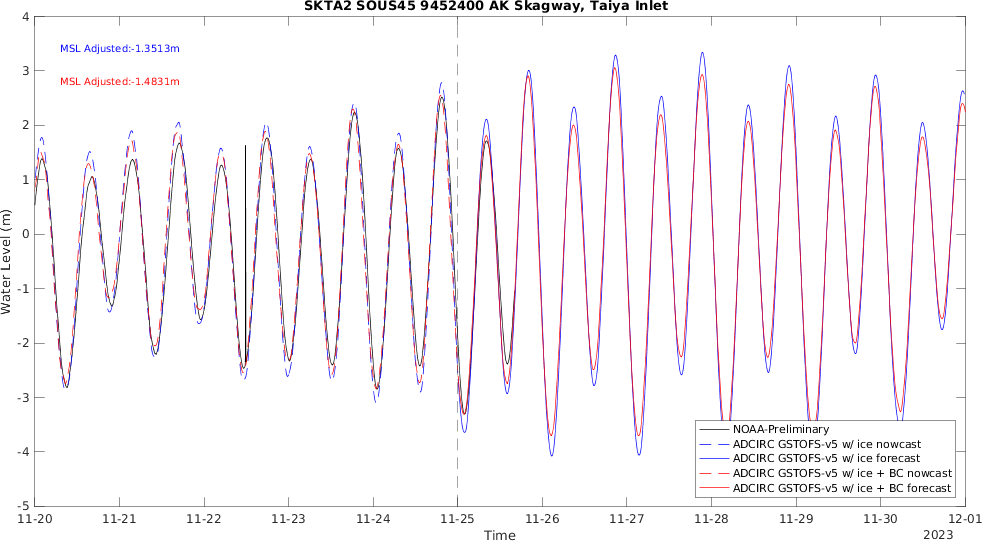 SKTA2 SOUS45 9452400 AK Skagway, Taiya Inlet
MSL Adjusted:-1.3513m
MSL Adjusted:-1.4831m
Water Level (m)
4
3
2
1
0
-1
-2
-3
-4
-5
NOAA-Preliminary
ADCIRC GSTOFS-v5 w/ ice nowcast
ADCIRC GSTOFS-v5 w/ ice forecast
ADCIRC GSTOFS-v5 w/ ice + BC nowcast
ADCIRC GSTOFS-v5 w/ ice + BC forecast
11-20 11-21 11-22 11-23 11-24 11-25 11-26 11-27 11-28 11-29 11-30 12-01
Time
2023